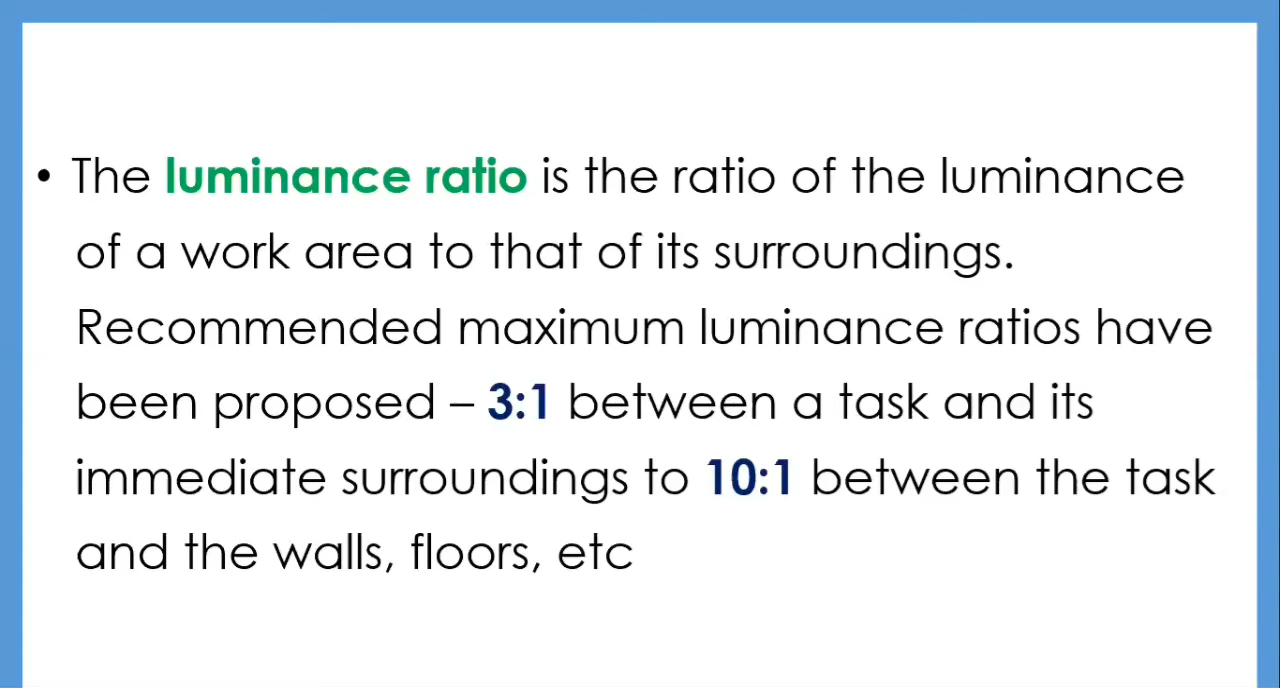 • The luminance ratio is the ratio of the luminance
of a work area to that of its surroundings.
Recommended maximum luminance ratios have
been proposed – 3:1 between a task and its
immediate surroundings to 10:1 between the task
and the walls, floors, etc